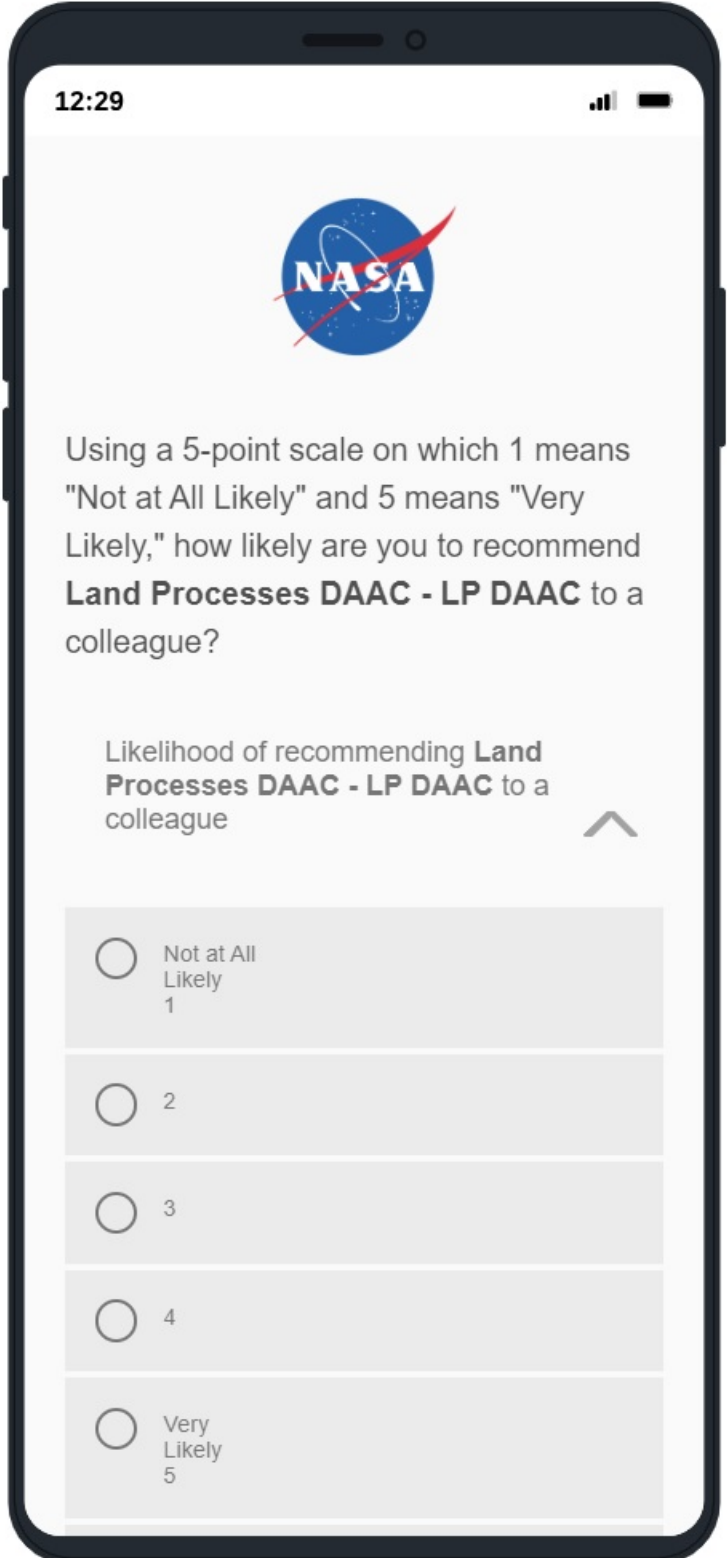 12:29
NASA
Using a 5-point scale on which 1 means
"Not at All Likely" and 5 means "Very
Likely," how likely are you to recommend
Land Processes DAAC - LP DAAC to a
colleague?
Likelihood of recommending Land
Processes DAAC - LP DAAC to a
colleague
Not at All
Likely
1
2
3
4
Very
Likely
5